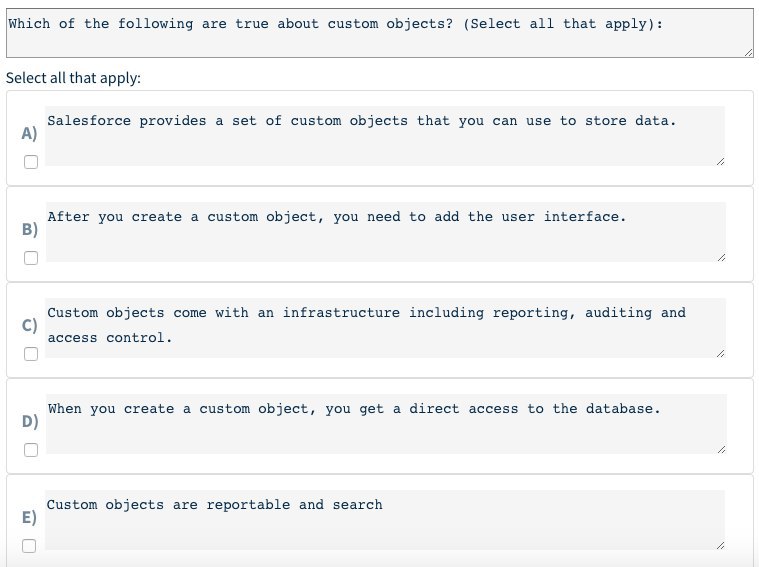 Which of the following are true about custom objects? (Select all that apply):
Select all that apply:
A)
Salesforce provides a set of custom objects that you can use to store data.
B)
After you create a custom object, you need to add the user interface.
C)
Custom objects come with an infrastructure including reporting, auditing and
access control.
D)
When you create a custom object, you get a direct access to the database.
E)
Custom objects are reportable and search